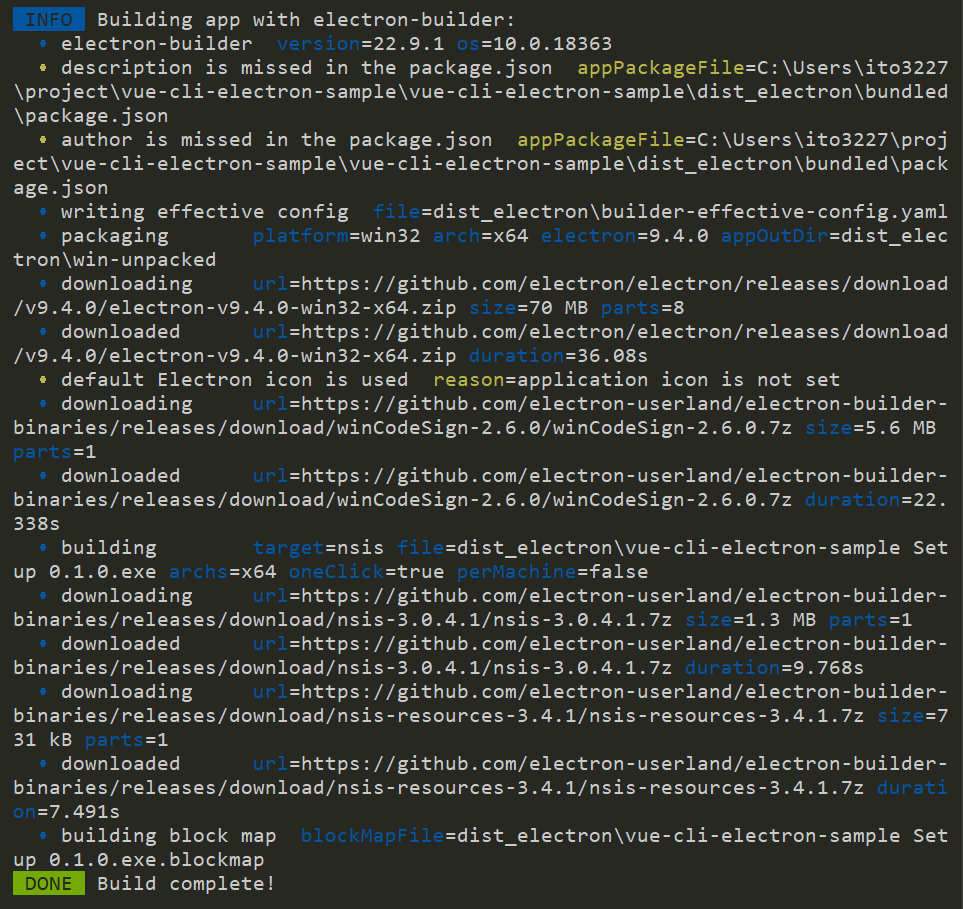 INFO Building app with electron-builder:
• electron-builder  version=22.9.1 os=10.0.18363
• description is missed in the package.json  appPackageFile=C:\Users\ito3227
\project\vue-cli-electron-sample\vue-cli-electron-sample\dist_electron\bundled
\package.json
• author is missed in the package.json  appPackageFile=C:\Users\ito3227\proj
ect\vue-cli-electron-sample\vue-cli-electron-sample\dist_electron\bundled\pack
age.json
• writing effective config  file=dist_electron\builder-effective-config.yaml
• packaging       platform=win32 arch=x64 electron=9.4.0 appOutDir=dist_elec
tron\win-unpacked
• downloading     url=https://github.com/electron/electron/releases/download
/v9.4.0/electron-v9.4.0-win32-x64.zip size=70 MB parts=8
• downloaded      url=https://github.com/electron/electron/releases/download
/v9.4.0/electron-v9.4.0-win32-x64.zip duration=36.08s
• default Electron icon is used  reason=application icon is not set
• downloading     url=https://github.com/electron-userland/electron-builder-
binaries/releases/download/winCodeSign-2.6.0/winCodeSign-2.6.0.7z size=5.6 MB
parts=1
• downloaded      url=https://github.com/electron-userland/electron-builder-
binaries/releases/download/winCodeSign-2.6.0/winCodeSign-2.6.0.7z duration=22.
338s
• building        target=nsis file=dist_electron\vue-cli-electron-sample Set
up 0.1.0.exe archs=x64 oneClick=true perMachine=false
• downloading     url=https://github.com/electron-userland/electron-builder-
binaries/releases/download/nsis-3.0.4.1/nsis-3.0.4.1.7z size=1.3 MB parts=1
• downloaded      url=https://github.com/electron-userland/electron-builder-
binaries/releases/download/nsis-3.0.4.1/nsis-3.0.4.1.7z duration=9.768s
• downloading     url=https://github.com/electron-userland/electron-builder-
binaries/releases/download/nsis-resources-3.4.1/nsis-resources-3.4.1.7z size=7
31 kB parts=1
• downloaded      url=https://github.com/electron-userland/electron-builder-
binaries/releases/download/nsis-resources-3.4.1/nsis-resources-3.4.1.7z durati
on=7.491s
• building block map  blockMapFile=dist_electron\vue-cli-electron-sample Set
up 0.1.0.exe.blockmap
DONE Build complete!